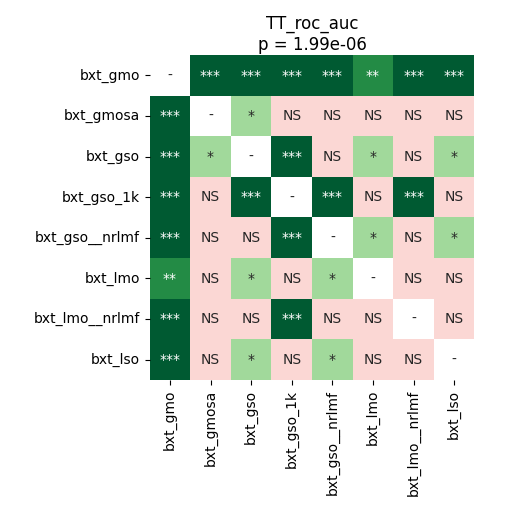 TT_roc_auc
p = 1.99e-06
bxt_gmo - *** *** *** *** ** *** ***
bxt_gmosa *** - * NS NS NS NS NS
bxt_gso *** * - *** NS * NS *
bxt_gso_1k *** NS *** - *** NS *** NS
bxt_gso__nrlmf *** NS NS *** - * NS *
bxt_lmo ** NS * NS * - NS NS
bxt_lmo__nrlmf *** NS NS *** NS NS - NS
bxt_lso *** NS * NS * NS NS -
bxt_gmo
bxt_gmosa
bxt_gso
bxt_gso_1k
bxt_gso__nrlmf
bxt_lmo
bxt_lmo__nrlmf
bxt_lso